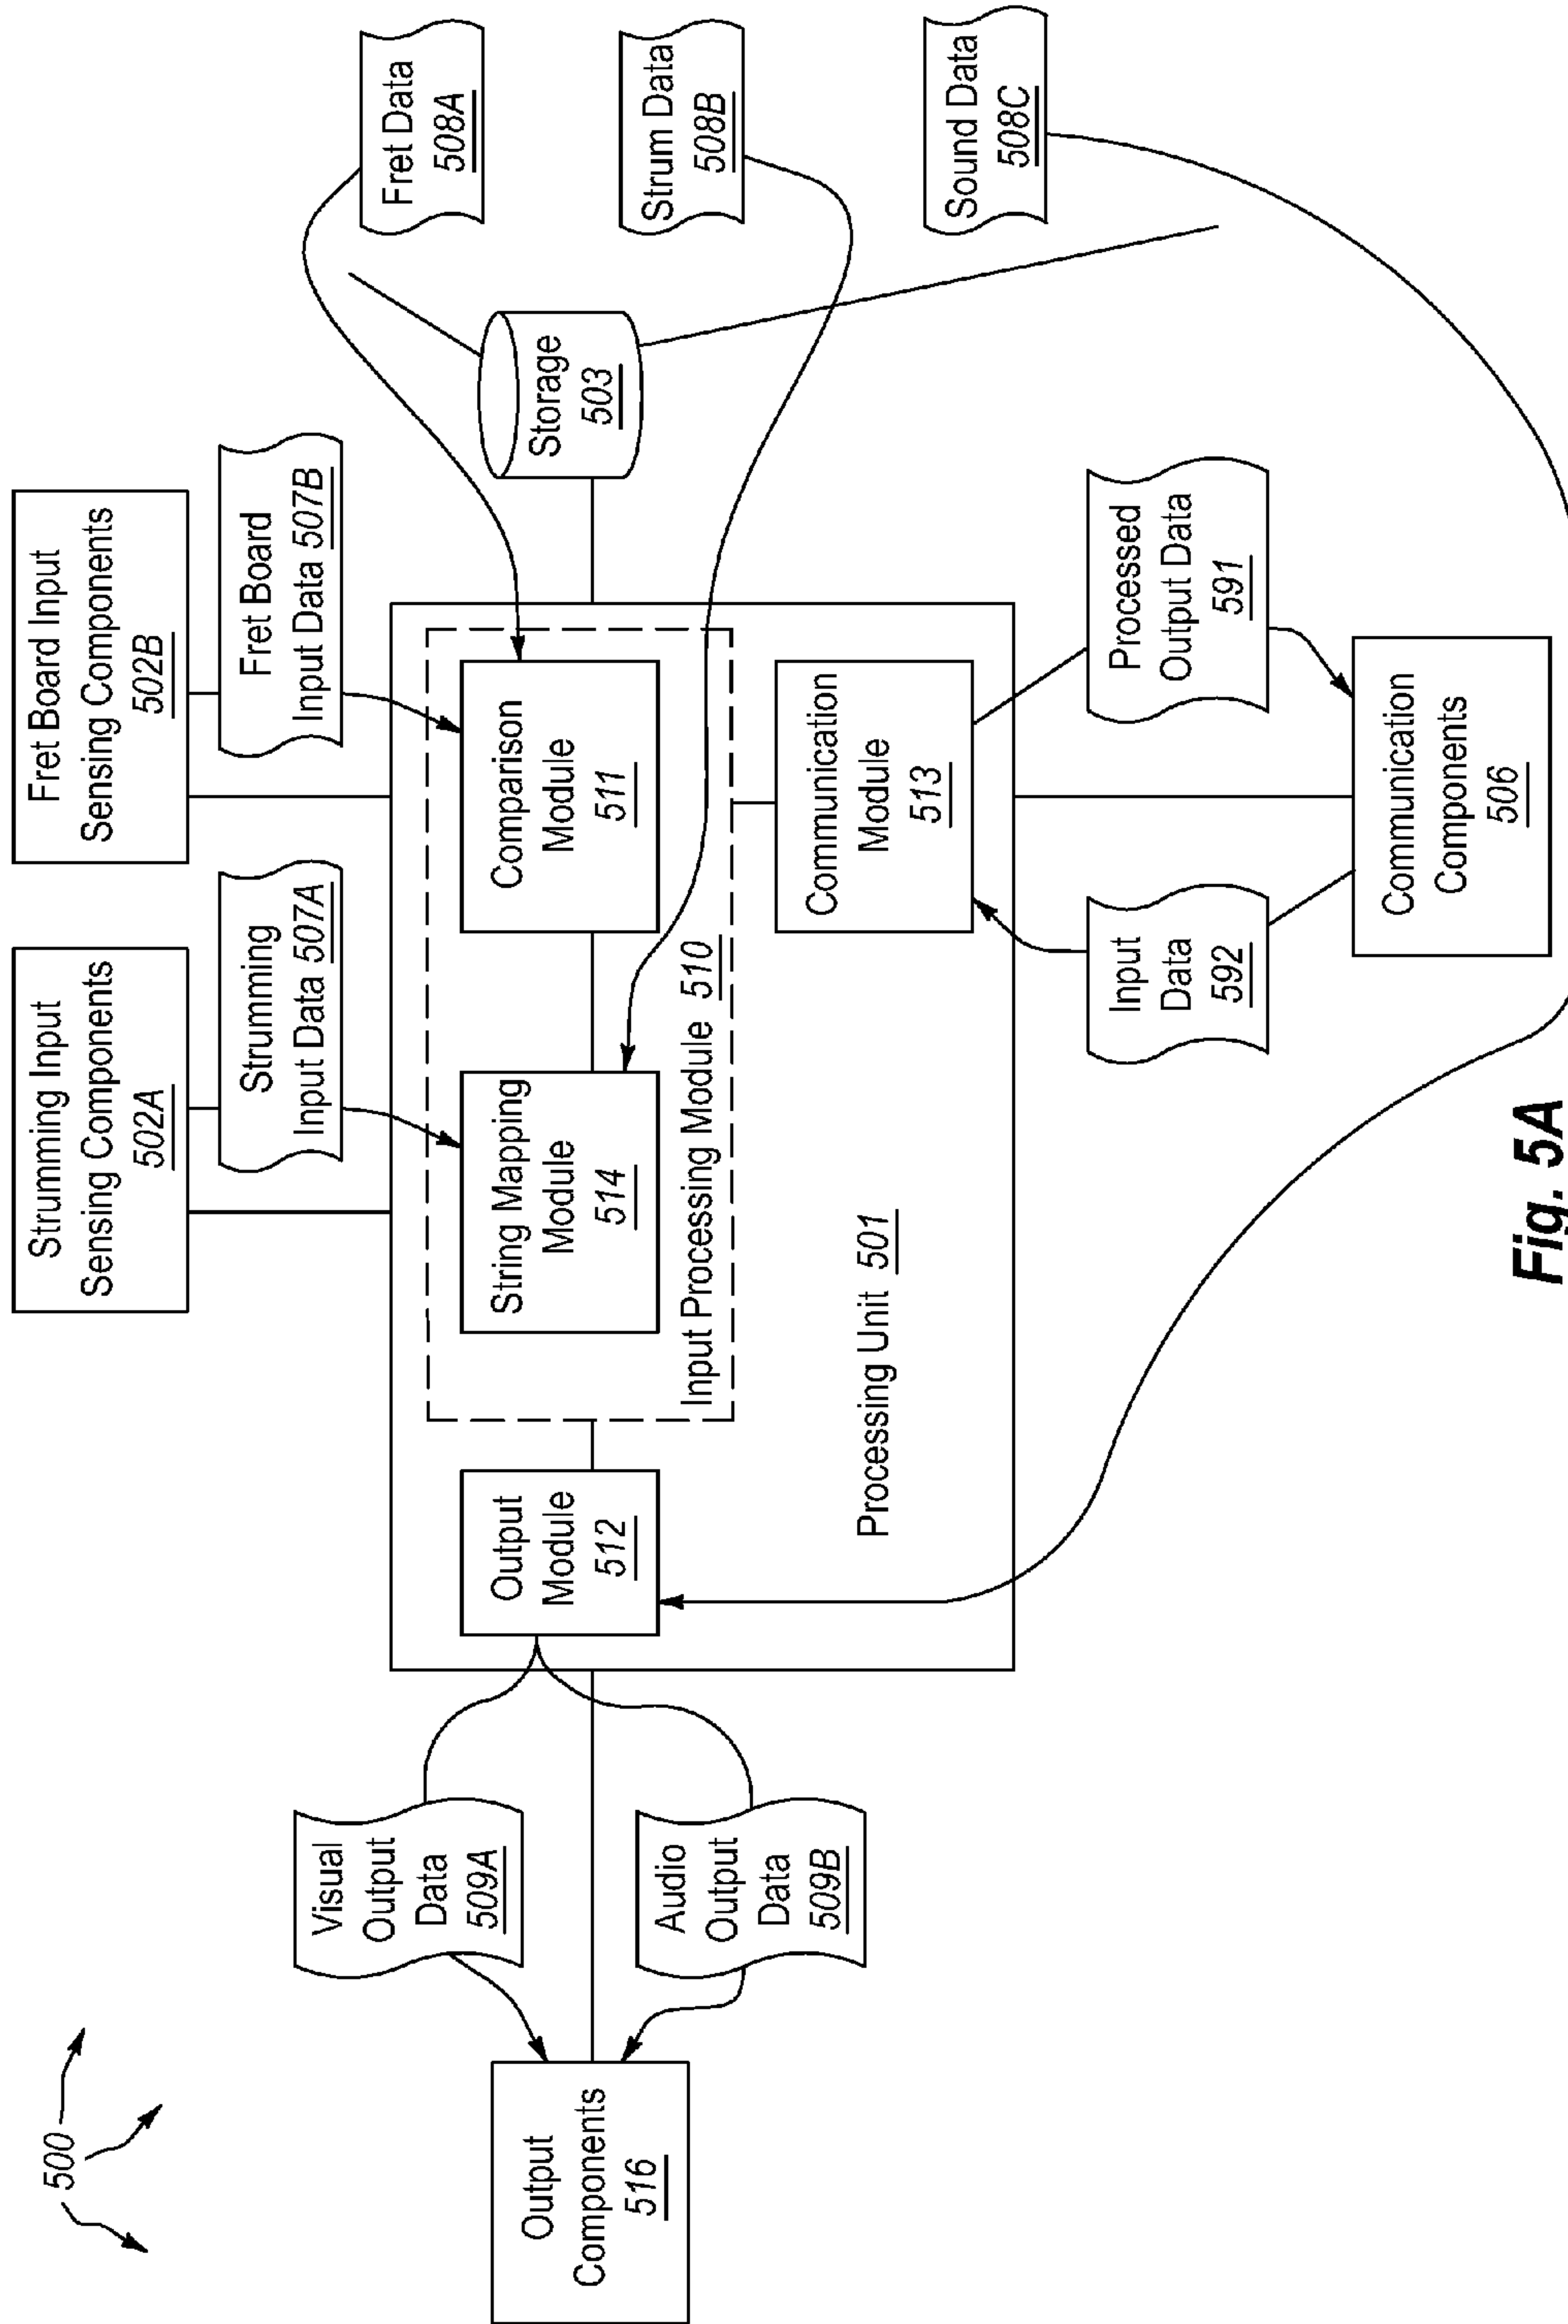 500
Strumming Input
Sensing Components
502A
Fret Board Input
Sensing Components
502B
Strumming
Input Data 507A
Fret Board
Input Data 507B
Fret Data
508A
Strum Data
508B
Sound Data
508C
Storage
503
Visual
Output
Data
509A
Audio
Output
Data
509B
Output
Components
516
Output
Module
512
String Mapping
Module
514
Comparison
Module
511
Input Processing Module 510
Processing Unit 501
Communication
Module
513
Input
Data
592
Processed
Output Data
591
Communication
Components
506
Fig. 5A